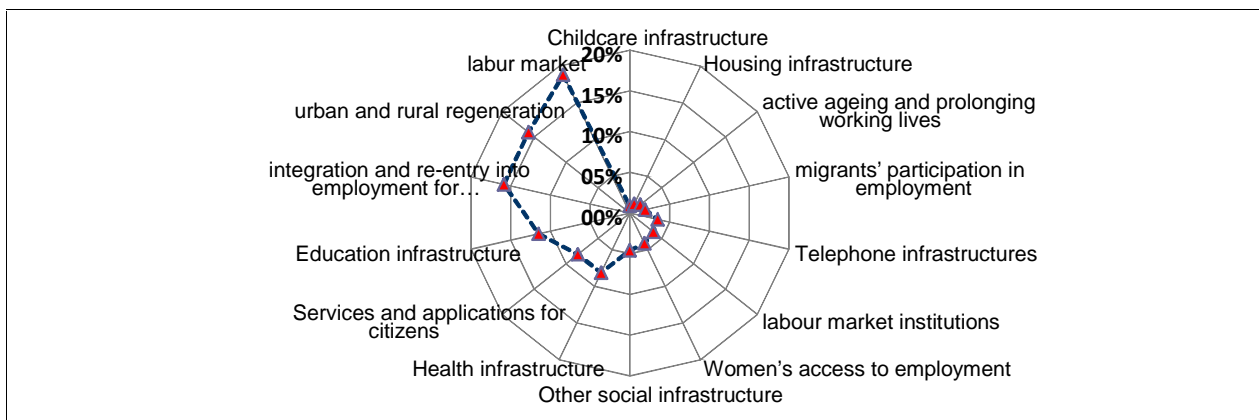 Childcare infrastructure
20%
15%
10%
05%
00%
Housing infrastructure
active ageing and prolonging
working lives
migrants’ participation in
employment
Telephone infrastructures
labour market institutions
Women’s access to employment
Other social infrastructure
Health infrastructure
Services and applications for
citizens
Education infrastructure
integration and re-entry into
employment for…
urban and rural regeneration
labur market